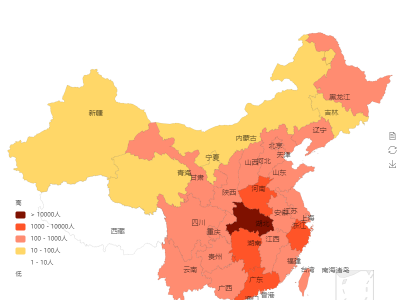 黑龙江
新疆
吉林
辽宁
内蒙古
北京
天津
宁夏
山西
河北
青海
甘肃
山东
陕西
河南
高
> 10000人
江苏
安徽
1000 - 10000人
上海
四川
湖北
浙江
西藏
重庆
100 - 1000人
湖南
江西
10 - 100人
贵州
1 - 10人
福建
云南
台湾
南海诸岛
低
广东
广西
香港